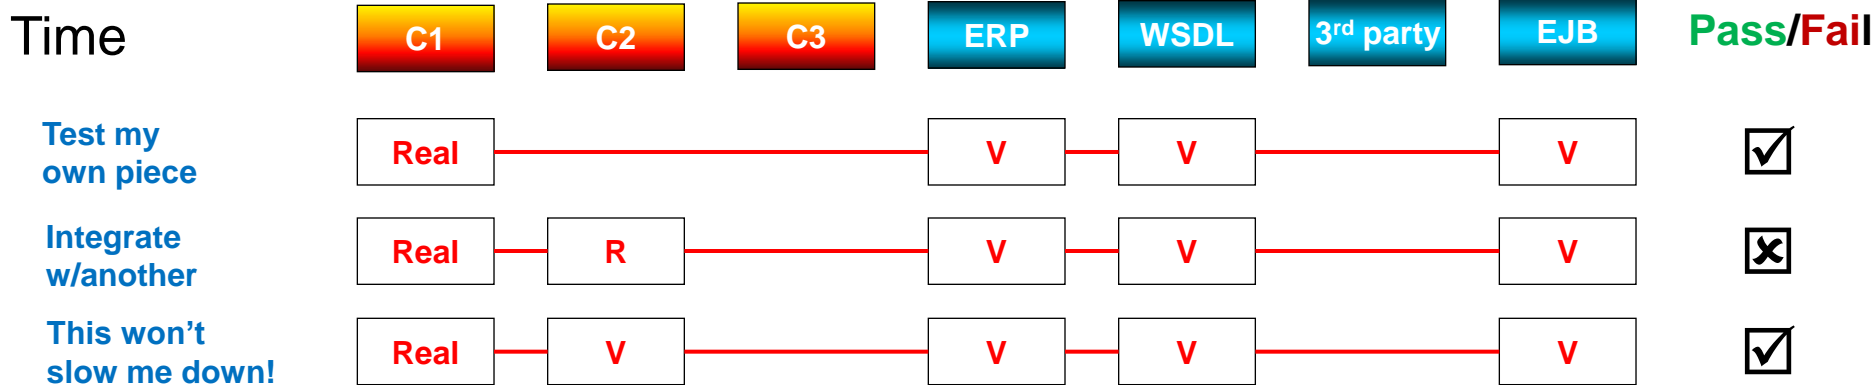 Time C1 C2 C3 ERP WSDL 3rd party EJB Pass/Fail
Test my
own piece
Real V V V
Integrate
w/another
Real R V V V
This won't
slow me down!
Real V V V V